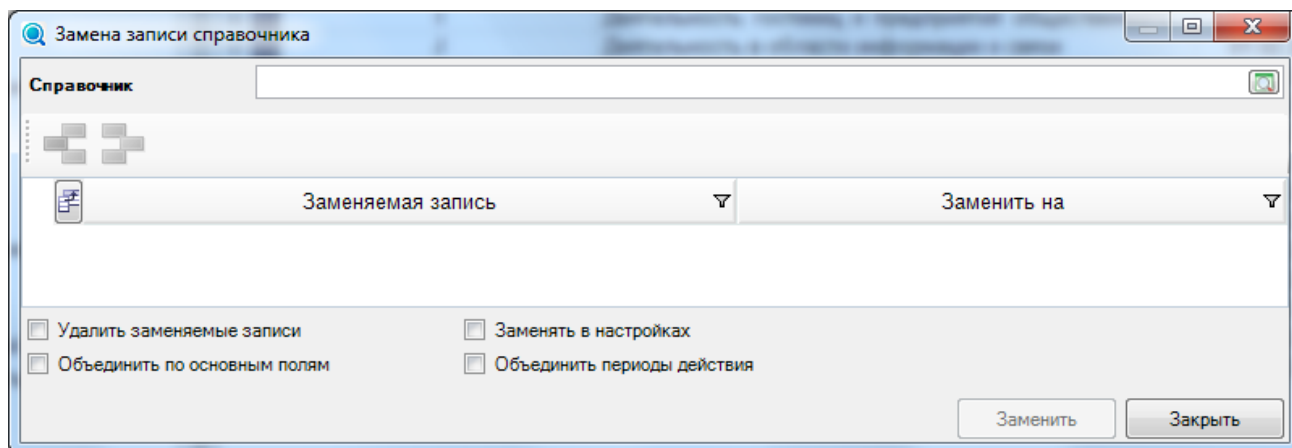 Замена записи справочника
Справочник
Заменяемая запись Заменить на
Удалить заменяемые записи Заменять в настройках
Объединить по основным полям Объединить периоды действия
Заменить Закрыть